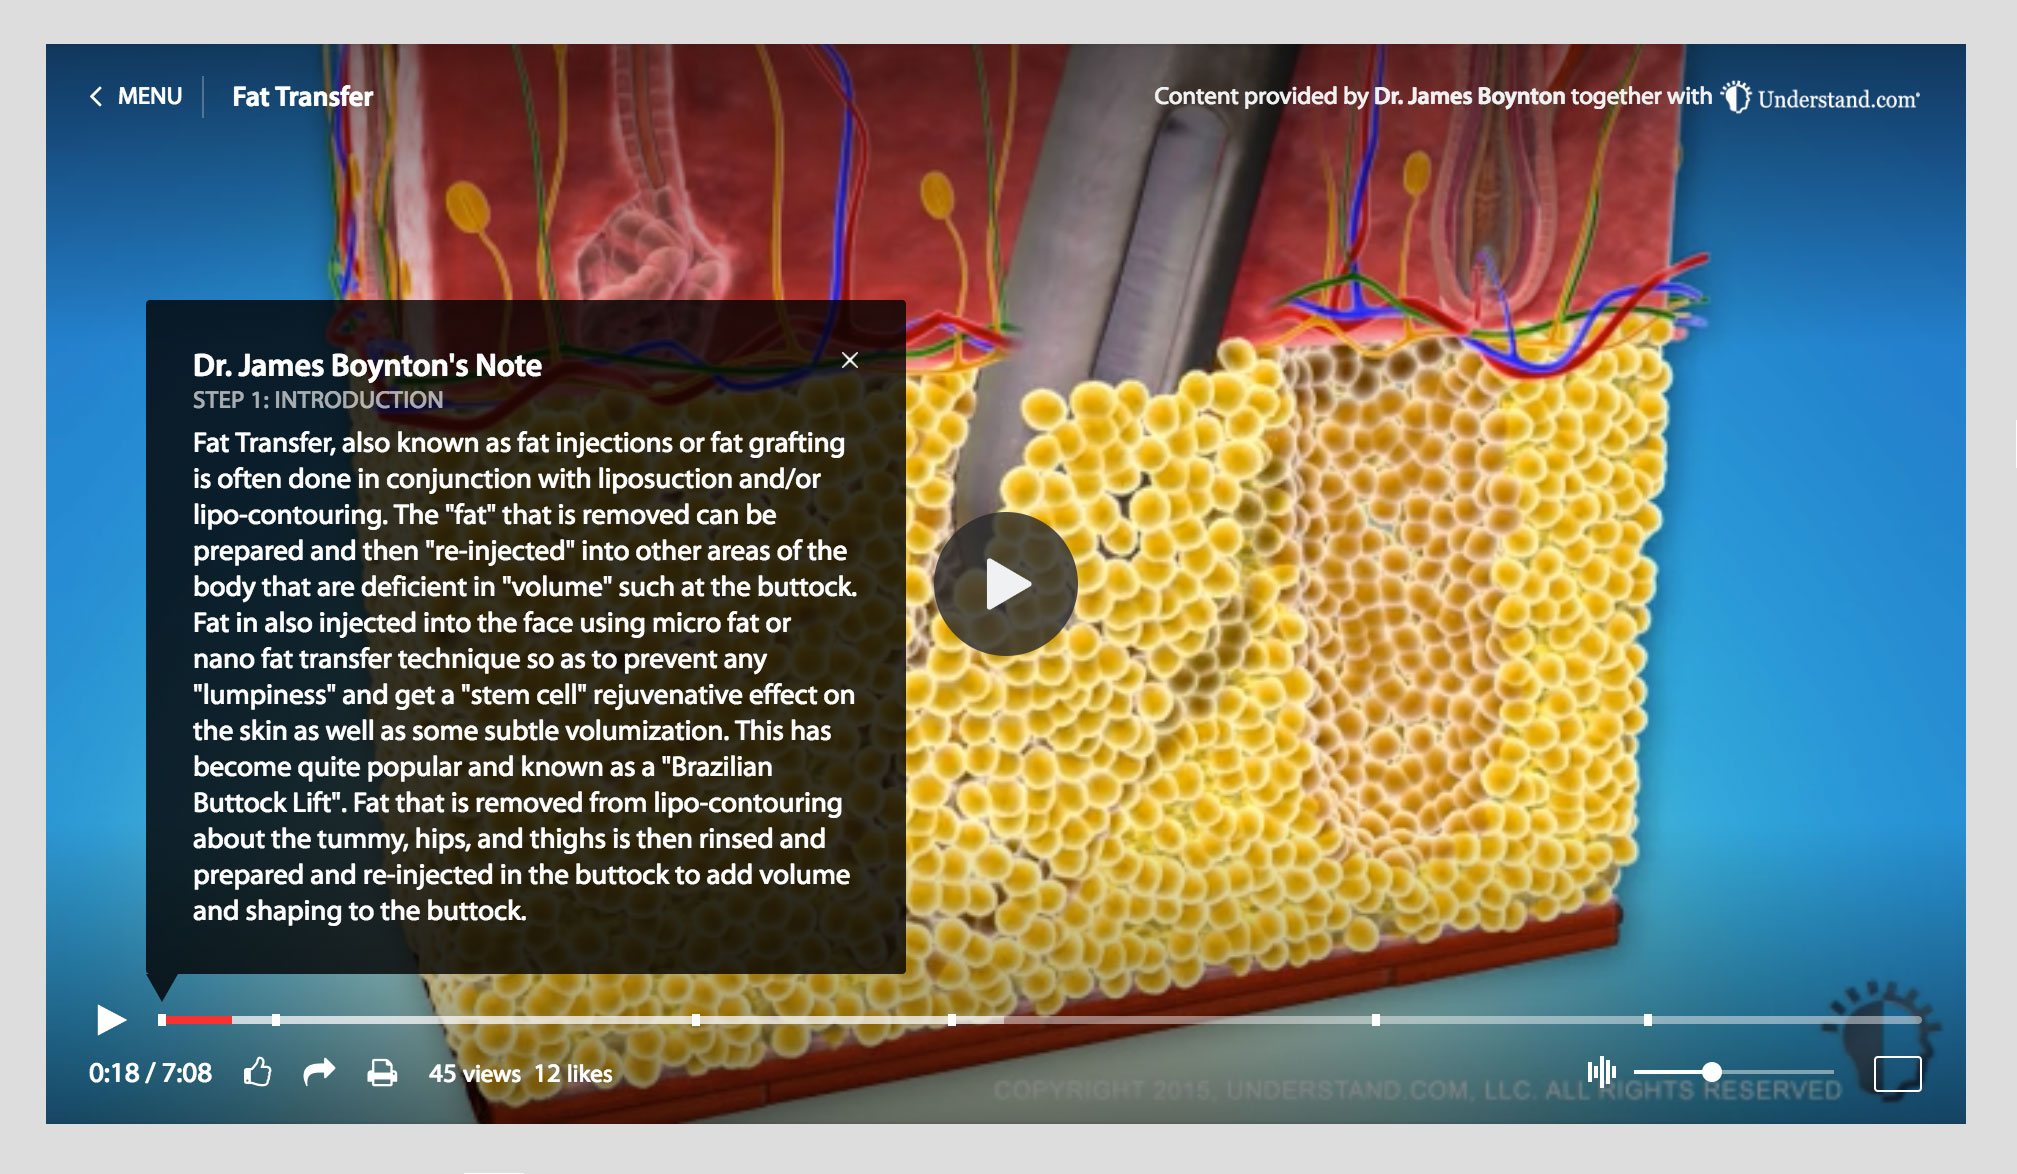 MENU
Fat Transfer
Content provided by Dr. James Boynton together with Understand.com
Dr. James Boynton's Note
STEP 1: INTRODUCTION
Fat Transfer, also known as fat injections or fat grafting
is often done in conjunction with liposuction and/or
lipo-contouring. The "fat" that is removed can be
prepared and then "re-injected" into other areas of the
body that are deficient in "volume" such at the buttock.
Fat in also injected into the face using micro fat or
nano fat transfer technique so as to prevent any
"lumpiness" and get a "stem cell" rejuvenative effect on
the skin as well as some subtle volumization. This has
become quite popular and known as a "Brazilian
Buttock Lift". Fat that is removed from lipo-contouring
about the tummy, hips, and thighs is then rinsed and
prepared and re-injected in the buttock to add volume
and shaping to the buttock.
0:18 / 7:08
45 views 12 likes
COPYRIGHT 2015, UNDERSTAND.COM, LLC. ALL RIGHTS RESERVED